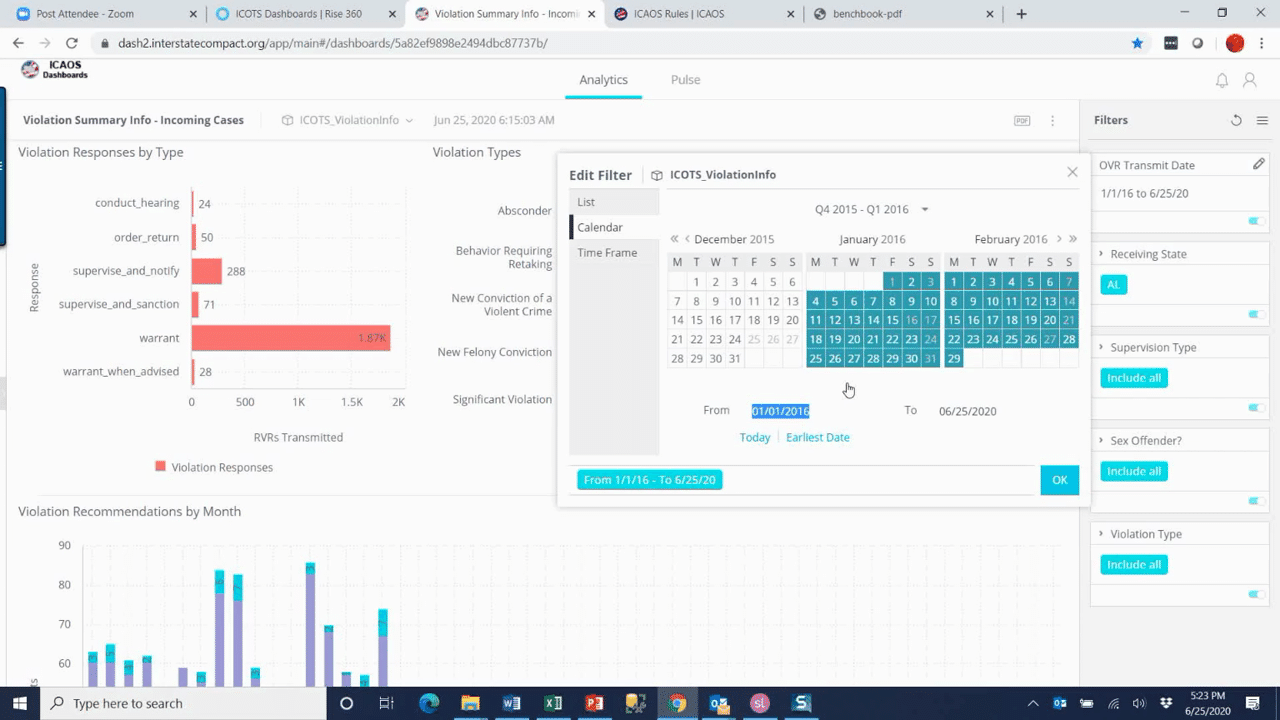 Post Attendee - Zoom
ICOTS Dashboards | Rise 360
Violation Summary Info - Incomi
ICAOS Rules | ICAOS
benchbook-pdf
dash2.interstatecompact.org/app/main#/dashboards/5a82ef9898e2494dbc87737b/
ICAOS
Dashboards
Analytics
Pulse
Violation Summary Info - Incoming Cases
ICOTS_ViolationInfo
Jun 25, 2020 6:15:03 AM
PDF
Filters
Violation Responses by Type
Response
conduct_hearing
24
order_return
50
supervise_and_notify
288
supervise_and_sanction
71
warrant
1.87K
warrant_when_advised
28
0 500 1K 1.5K 2K
RVRs Transmitted
Violation Responses
Violation Types
Absconder
Behavior Requiring
Retaking
New Conviction of a
Violent Crime
New Felony Conviction
Significant Violation
Edit Filter
ICOTS_ViolationInfo
List
Calendar
Time Frame
Q4 2015 - Q1 2016
December 2015
M T W T F S S
1 2 3 4 5 6
7 8 9 10 11 12 13
14 15 16 17 18 19 20
21 22 23 24 25 26 27
28 29 30 31
January 2016
M T W T F S S
1 2 3
4 5 6 7 8 9 10
11 12 13 14 15 16 17
18 19 20 21 22 23 24
25 26 27 28 29 30 31
February 2016
M T W T F S S
1 2 3 4 5 6 7
8 9 10 11 12 13 14
15 16 17 18 19 20 21
22 23 24 25 26 27 28
29
From 01/01/2016 To 06/25/2020
Today
Earliest Date
From 1/1/16 - To 6/25/20
OK
OVR Transmit Date
1/1/16 to 6/25/20
Receiving State
AL
Supervision Type
Include all
Sex Offender?
Include all
Violation Type
Include all
Violation Recommendations by Month
90
80
70
60
Type here to search
5:23 PM
6/25/2020